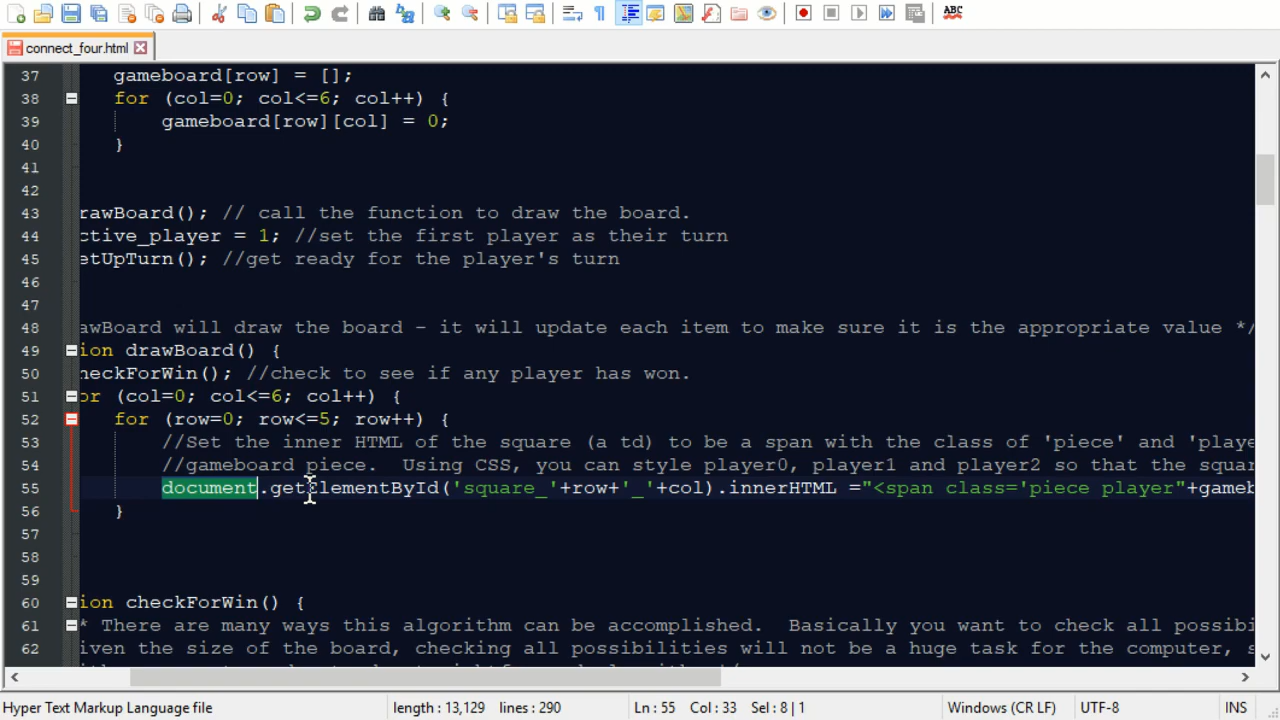 ABC
connect_four.html
37 gameboard[row] = [];
38 for (col=0; col<=6; col++) {
39 gameboard[row][col] = 0;
40 }
41
42
43 rawBoard(); // call the function to draw the board.
44 ctive_player = 1; //set the first player as their turn
45 etUpTurn(); //get ready for the player's turn
46
47
48 awBoard will draw the board - it will update each item to make sure it is the appropriate value */
49 ion drawBoard() {
50 heckForWin(); //check to see if any player has won.
51 or (col=0; col<=6; col++) {
52 for (row=0; row<=5; row++) {
53 //Set the inner HTML of the square (a td) to be a span with the class of 'piece' and 'playe
54 //gameboard piece.  Using CSS, you can style player0, player1 and player2 so that the squar
55 document.getElementById('square_'+row+'_'+col).innerHTML ="<span class='piece player"+gameb
56 }
57
58
59
60 ion checkForWin() {
61 * There are many ways this algorithm can be accomplished.  Basically you want to check all possibi
62 iven the size of the board, checking all possibilities will not be a huge task for the computer, s
Hyper Text Markup Language file length : 13,129 lines : 290 Ln : 55 Col : 33 Sel : 8 | 1 Windows (CR LF) UTF-8 INS